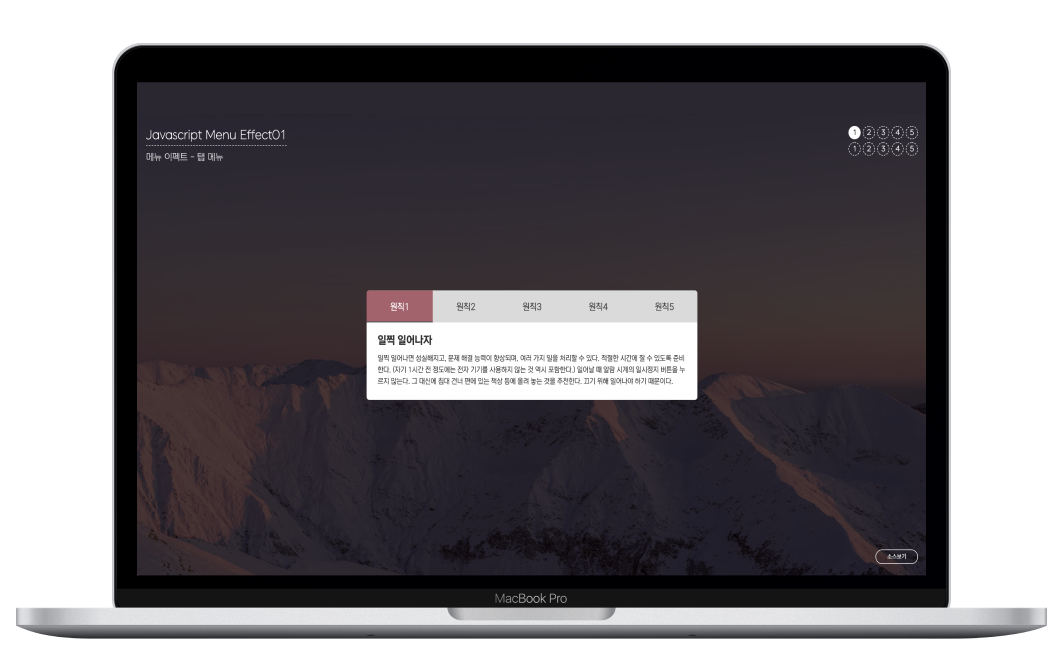 Javascript Menu Effect01
메뉴 이펙트 - 탭 메뉴
1 2 3 4 5
1 2 3 4 5
원칙1 원칙2 원칙3 원칙4 원칙5
일찍 일어나자
일찍 일어나면 성실해지고, 문제 해결 능력이 향상되며, 여러 가지 일을 처리할 수 있다. 적절한 시간에 잘 수 있도록 준비
한다. (자기 1시간 전 정도에는 전자 기기를 사용하지 않는 것 역시 포함한다.) 일어날 때 알람 시계의 일시정지 버튼을 누
르지 않는다. 그 대신에 침대 건너 편에 있는 책상 등에 올려 놓는 것을 추천한다. 끄기 위해 일어나야 하기 때문이다.
소스보기
MacBook Pro